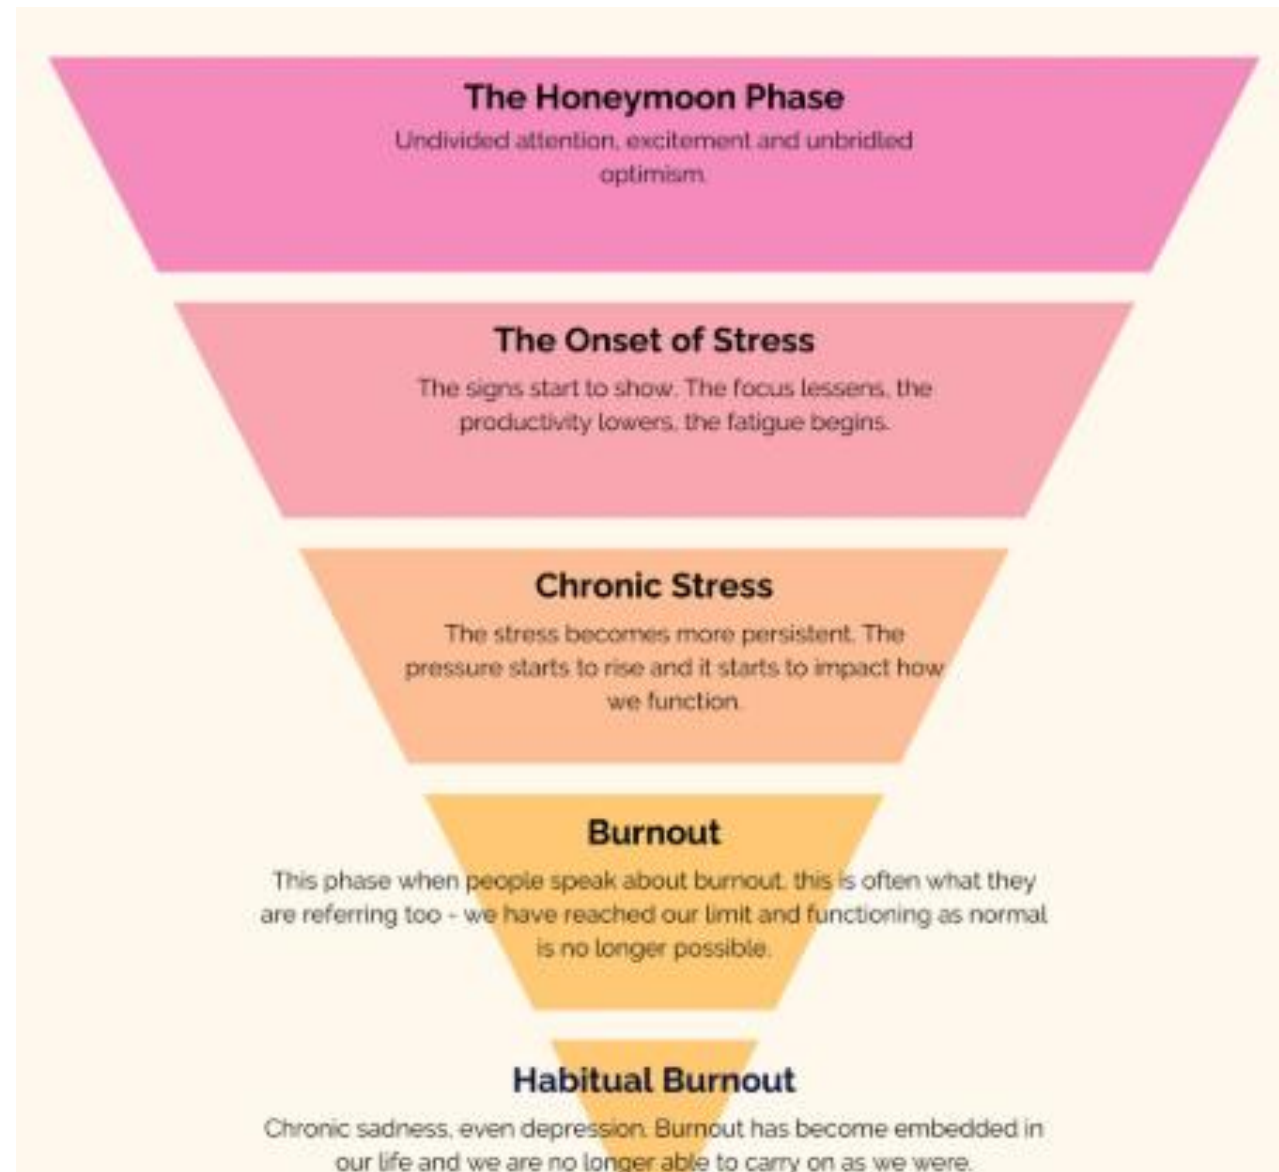 The Honeymoon Phase
Undivided attention, excitement and unbridled
optimism.
The Onset of Stress
The signs start to show. The focus lessens, the
productivity lowers, the fatigue begins.
Chronic Stress
The stress becomes more persistent. The
pressure starts to rise and it starts to impact how
we function.
Burnout
This phase when people speak about burnout, this is often what they
are referring too - we have reached our limit and functioning as normal
is no longer possible.
Habitual Burnout
Chronic sadness, even depression. Burnout has become embedded in
our life and we are no longer able to carry on as we were.